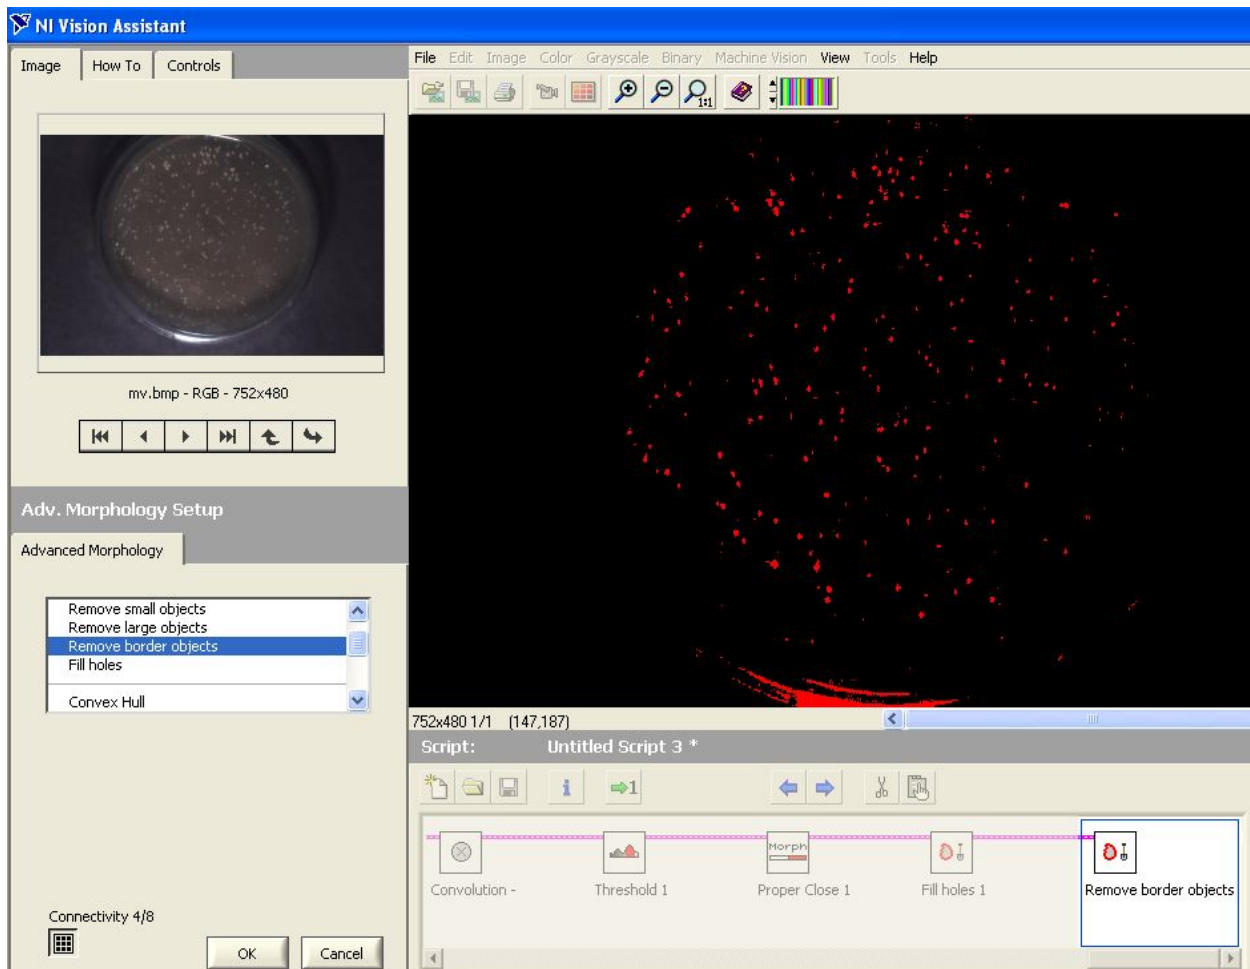 NI Vision Assistant
Image How To Controls
File Edit Image Color Grayscale Binary Machine Vision View Tools Help
1:1
mv.bmp - RGB - 752x480
Adv. Morphology Setup
Advanced Morphology
Remove small objects
Remove large objects
Remove border objects
Fill holes
Convex Hull
752x480 1/1 (147,187)
Script: Untitled Script 3 *
i 1
Morph
Convolution - Threshold 1 Proper Close 1 Fill holes 1 Remove border objects
Connectivity 4/8
OK Cancel